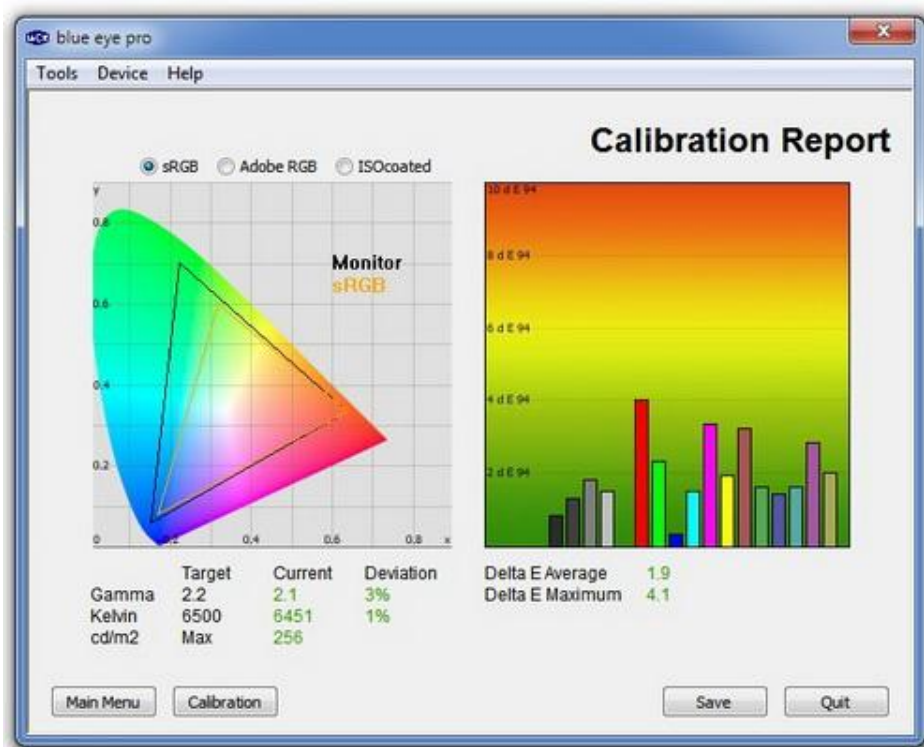 blue eye pro
Tools Device Help
Calibration Report
sRGB Adobe RGB ISOcoated
y
0.8
0.6
0.4
0.2
0. 0.2 0.4 0.6 0.8 x
Monitor
sRGB
10 d E 94
8 d E 94
6 d E 94
4 d E 94
2 d E 94
Target Current Deviation
Gamma 2.2 2.1 3%
Kelvin 6500 6451 1%
cd/m2 Max 256
Delta E Average 1.9
Delta E Maximum 4.1
Main Menu Calibration Save Quit